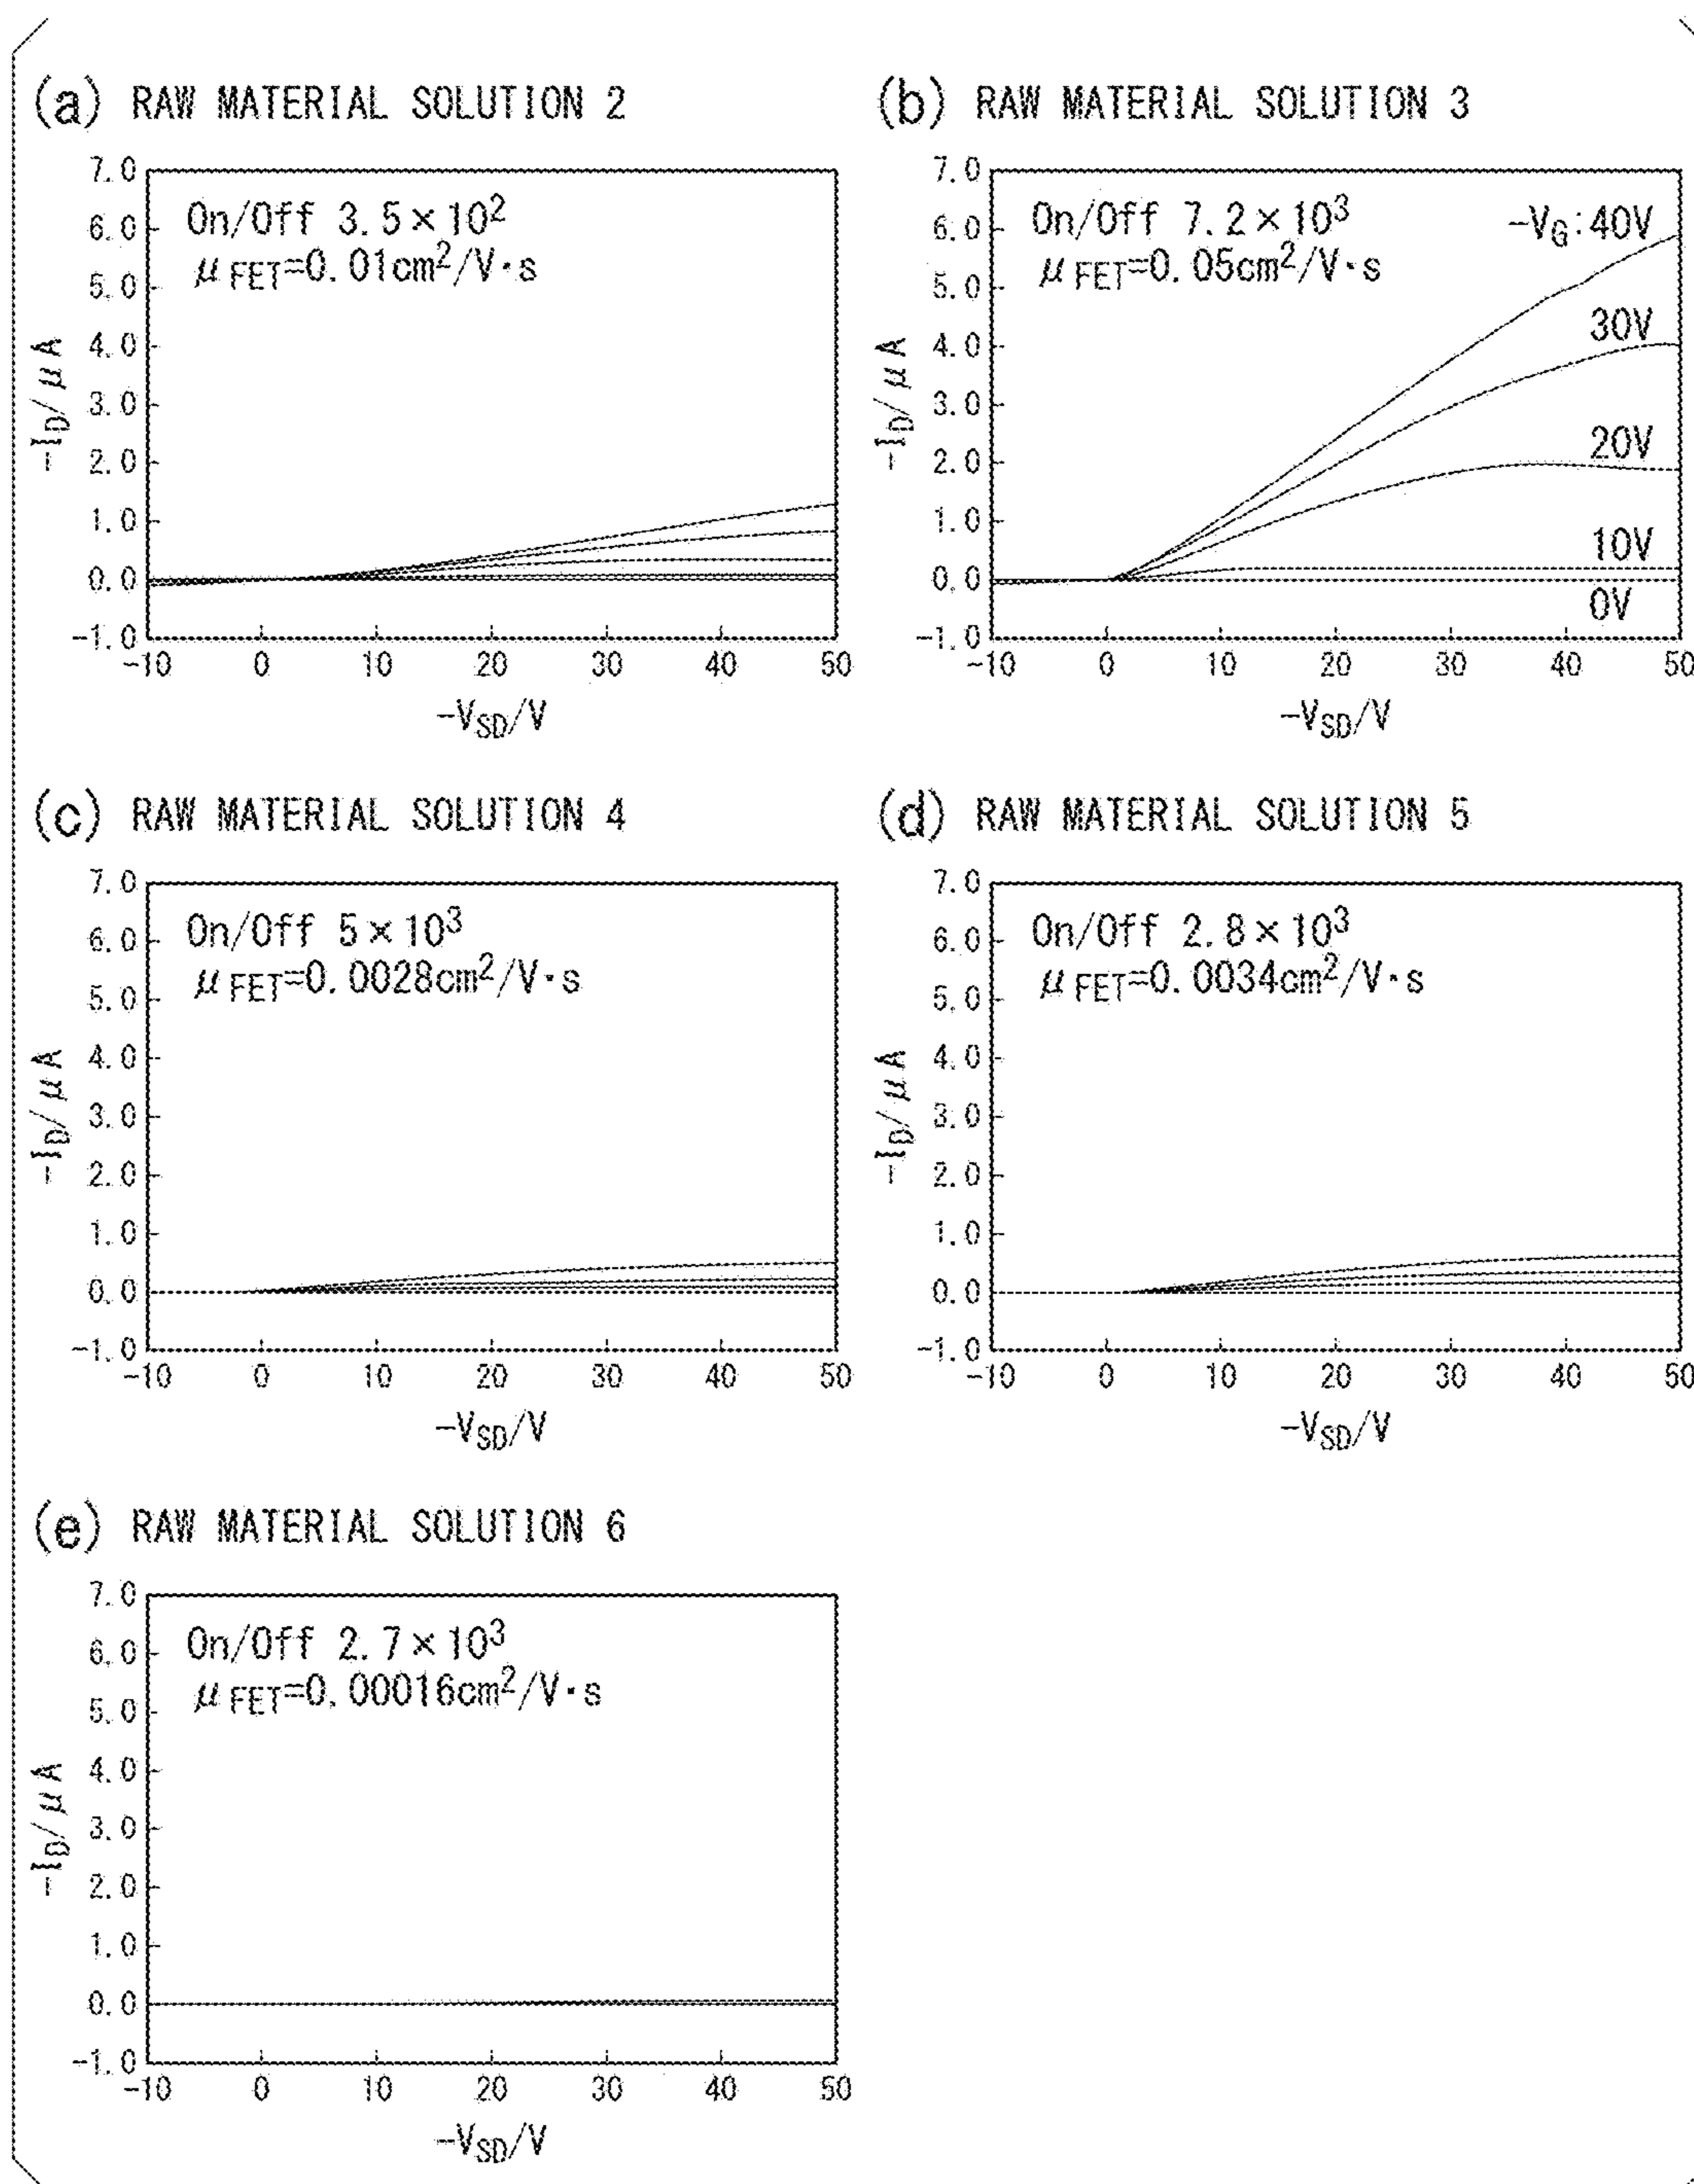 (a) RAW MATERIAL SOLUTION 2
7.0
6.0
5.0
4.0
3.0
2.0
1.0
0.0
-1.0
-I_D/μA
On/Off 3.5×10²
μ_FET=0.01cm²/V·s
-10 0 10 20 30 40 50
-V_SD/V
(b) RAW MATERIAL SOLUTION 3
7.0
6.0
5.0
4.0
3.0
2.0
1.0
0.0
-1.0
-I_D/μA
On/Off 7.2×10³
μ_FET=0.05cm²/V·s
-V_G:40V
30V
20V
10V
0V
-10 0 10 20 30 40 50
-V_SD/V
(c) RAW MATERIAL SOLUTION 4
7.0
6.0
5.0
4.0
3.0
2.0
1.0
0.0
-1.0
-I_D/μA
On/Off 5×10³
μ_FET=0.0028cm²/V·s
-10 0 10 20 30 40 50
-V_SD/V
(d) RAW MATERIAL SOLUTION 5
7.0
6.0
5.0
4.0
3.0
2.0
1.0
0.0
-1.0
-I_D/μA
On/Off 2.8×10³
μ_FET=0.0034cm²/V·s
-10 0 10 20 30 40 50
-V_SD/V
(e) RAW MATERIAL SOLUTION 6
7.0
6.0
5.0
4.0
3.0
2.0
1.0
0.0
-1.0
-I_D/μA
On/Off 2.7×10³
μ_FET=0.00016cm²/V·s
-10 0 10 20 30 40 50
-V_SD/V